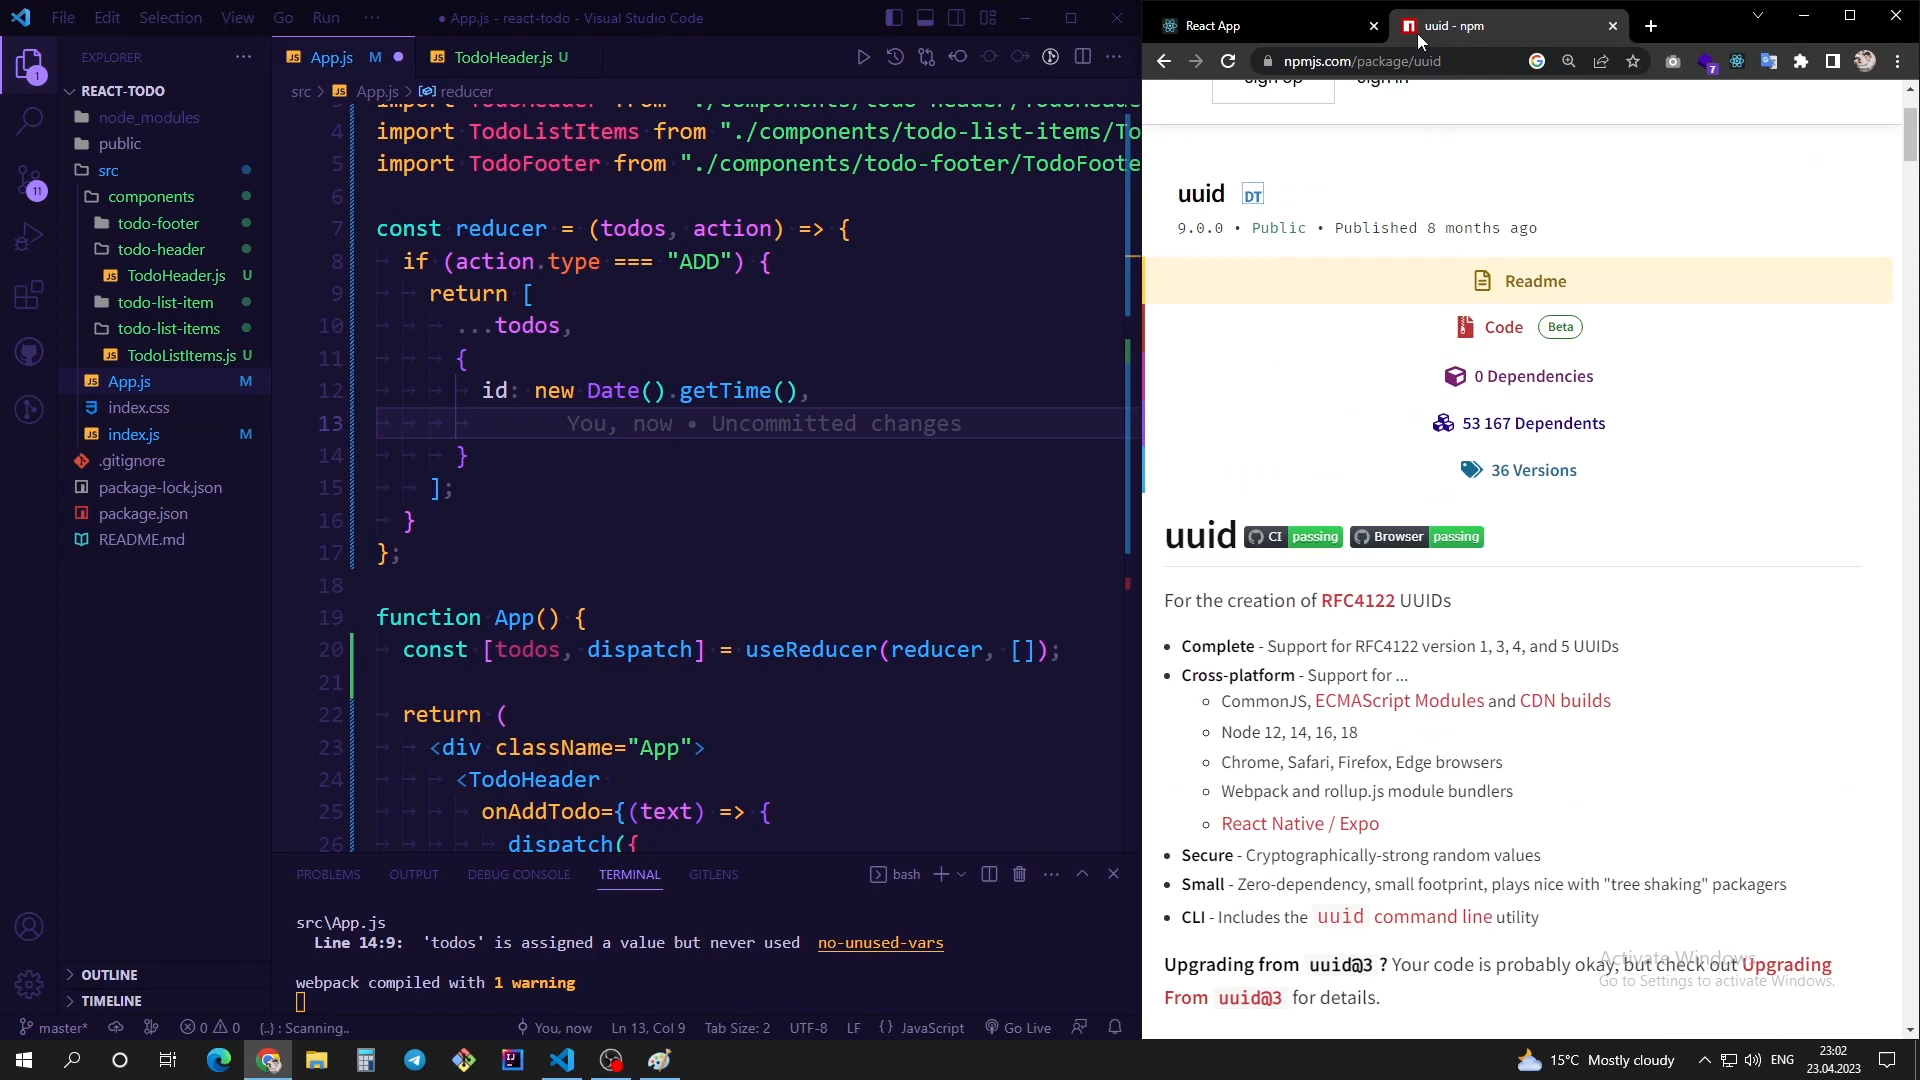 File Edit Selection View Go Run ··· ● App.js - react-todo - Visual Studio Code
React App
uuid - npm
npmjs.com/package/uuid
7
EXPLORER ···
App.js M ●
TodoHeader.js U
src > App.js > reducer
REACT-TODO
node_modules
public
src
components
todo-footer
todo-header
TodoHeader.js U
todo-list-item
todo-list-items
TodoListItems.js U
App.js M
index.css
index.js M
.gitignore
package-lock.json
package.json
README.md
OUTLINE
TIMELINE
1
11
4 import TodoListItems from "./components/todo-list-items/To
5 import TodoFooter from "./components/todo-footer/TodoFoote
6
7 const reducer = (todos, action) => {
8 if (action.type === "ADD") {
9 return [
10 ...todos,
11 {
12 id: new Date().getTime(),
13 You, now • Uncommitted changes
14 }
15 ];
16 }
17 };
18
19 function App() {
20 const [todos, dispatch] = useReducer(reducer, []);
21
22 return (
23 <div className="App">
24 <TodoHeader
25 onAddTodo={(text) => {
26 dispatch({
PROBLEMS OUTPUT DEBUG CONSOLE TERMINAL GITLENS bash
src\App.js
Line 14:9: 'todos' is assigned a value but never used no-unused-vars
webpack compiled with 1 warning
master* 0 0 {..} : Scanning.. You, now Ln 13, Col 9 Tab Size: 2 UTF-8 LF {} JavaScript Go Live
Sign Up Sign In
uuid DT
9.0.0 • Public • Published 8 months ago
Readme
Code Beta
0 Dependencies
53 167 Dependents
36 Versions
uuid CI passing Browser passing
For the creation of RFC4122 UUIDs
• Complete - Support for RFC4122 version 1, 3, 4, and 5 UUIDs
• Cross-platform - Support for ...
CommonJS, ECMAScript Modules and CDN builds
Node 12, 14, 16, 18
Chrome, Safari, Firefox, Edge browsers
Webpack and rollup.js module bundlers
React Native / Expo
• Secure - Cryptographically-strong random values
• Small - Zero-dependency, small footprint, plays nice with "tree shaking" packagers
• CLI - Includes the uuid command line utility
Upgrading from uuid@3 ? Your code is probably okay, but check out Upgrading
From uuid@3 for details.
Activate Windows
Go to Settings to activate Windows.
15°C Mostly cloudy
ENG
23:02
23.04.2023